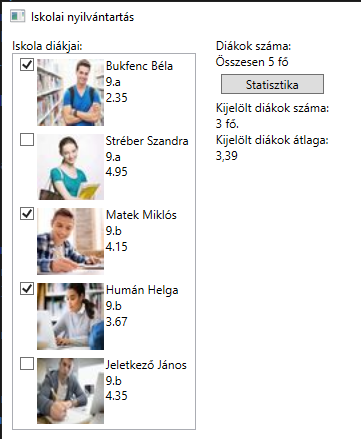 Iskolai nyilvántartás
Iskola diákjai:
Bukfenc Béla
9.a
2.35
Stréber Szandra
9.a
4.95
Matek Miklós
9.b
4.15
Humán Helga
9.b
3.67
Jeletkező János
9.b
4.35
Diákok száma:
Összesen 5 fő
Statisztika
Kijelölt diákok száma:
3 fő.
Kijelölt diákok átlaga:
3,39